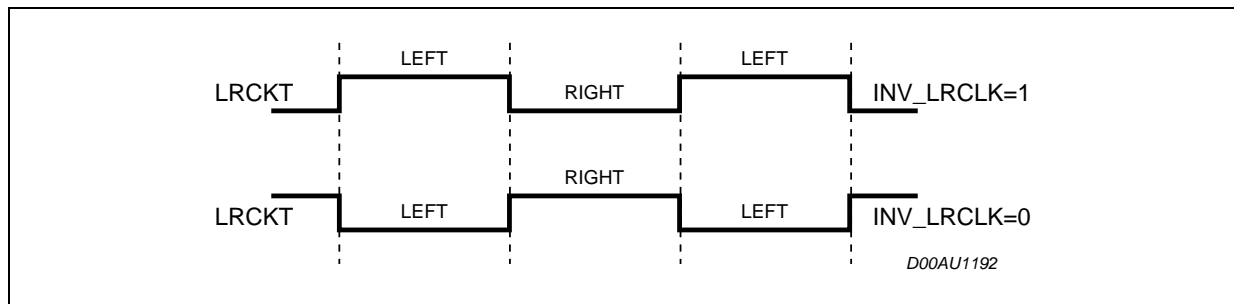 LEFT LEFT
LRCKT RIGHT INV_LRCLK=1
RIGHT
LRCKT LEFT LEFT INV_LRCLK=0
D00AU1192